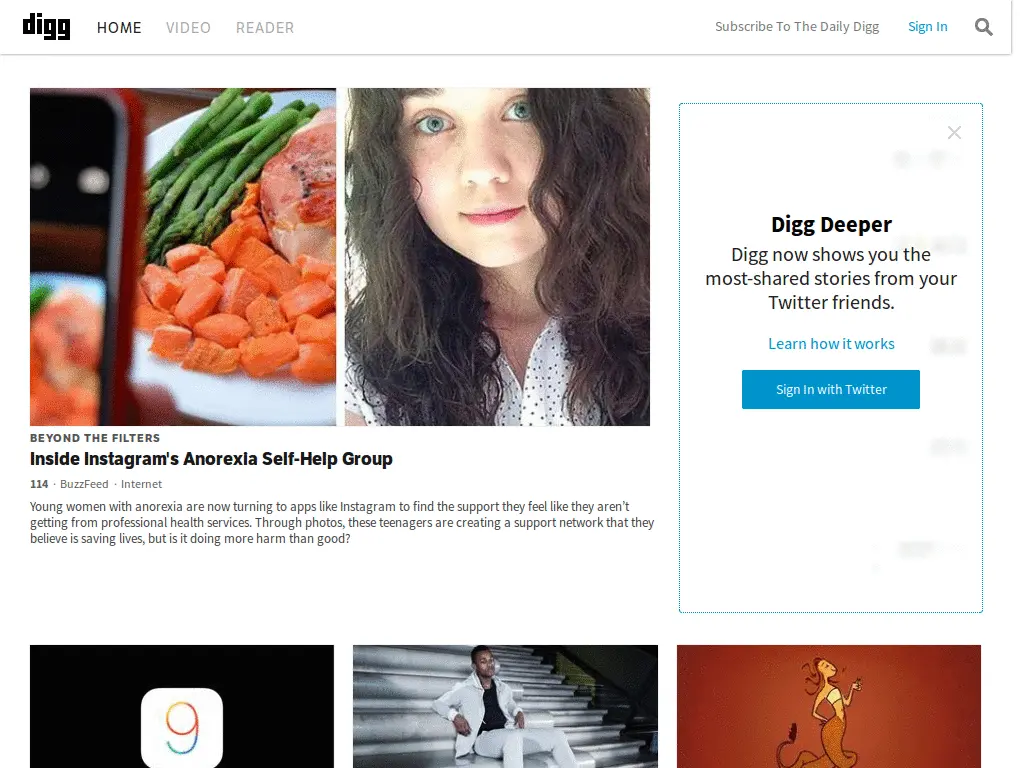 digg HOME VIDEO READER Subscribe To The Daily Digg Sign In
BEYOND THE FILTERS
Inside Instagram's Anorexia Self-Help Group
114 · BuzzFeed · Internet
Young women with anorexia are now turning to apps like Instagram to find the support they feel like they aren't
getting from professional health services. Through photos, these teenagers are creating a support network that they
believe is saving lives, but is it doing more harm than good?
Digg Deeper
Digg now shows you the
most-shared stories from your
Twitter friends.
Learn how it works
Sign In with Twitter
9